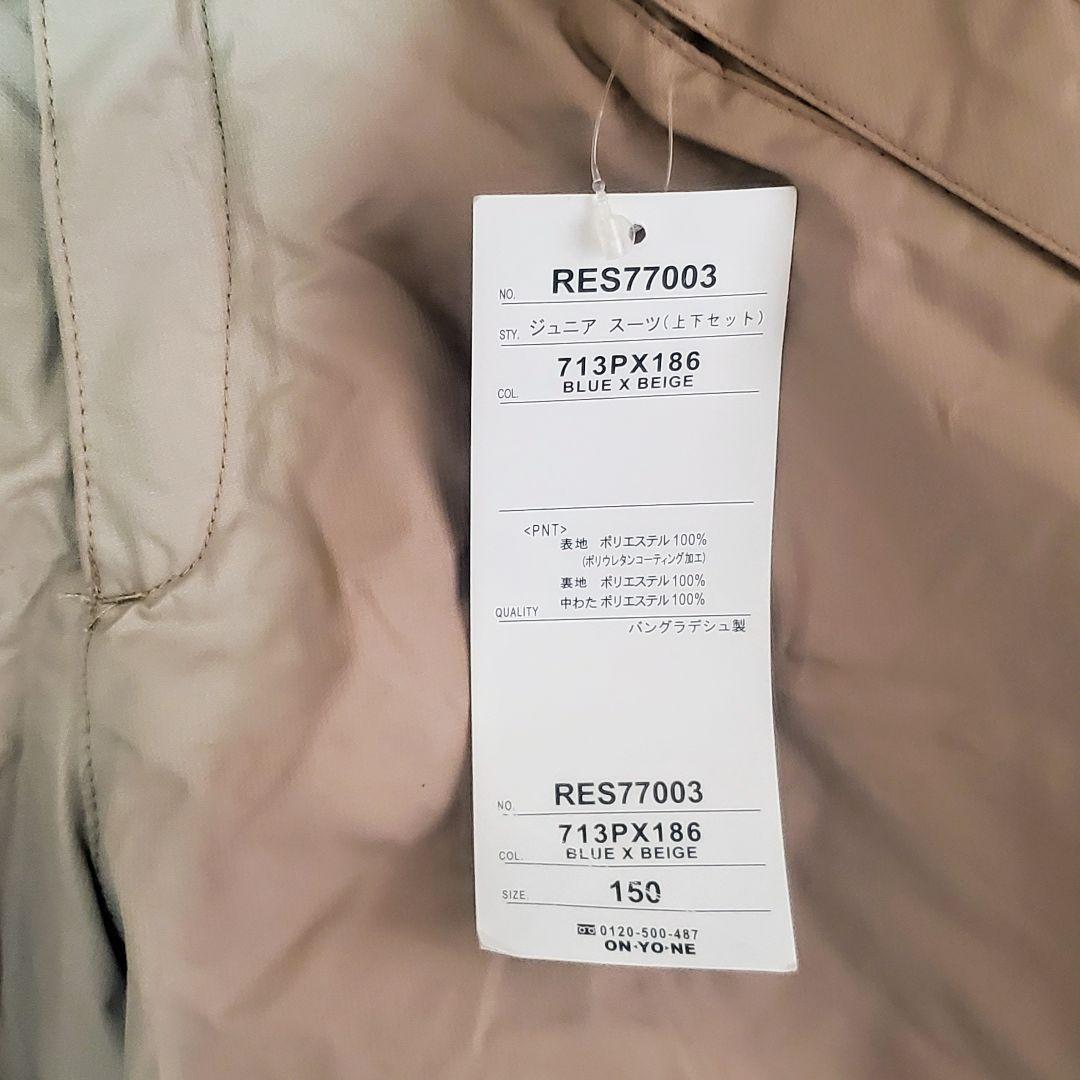 NO. RES77003
STY. ジュニア スーツ(上下セット)
713PX186
COL. BLUE X BEIGE
<PNT>
表地 ポリエステル100%
(ポリウレタンコーティング加工)
裏地 ポリエステル100%
QUALITY 中わた ポリエステル100%
バングラデシュ製
NO. RES77003
713PX186
COL. BLUE X BEIGE
SIZE. 150
0120-500-487
ON·YO·NE